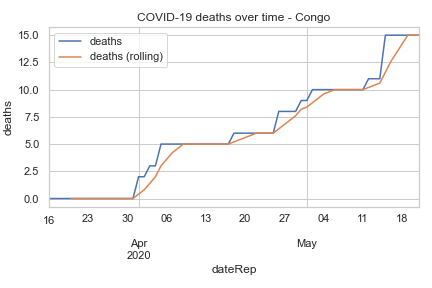 COVID-19 deaths over time - Congo
deaths
deaths (rolling)
deaths
15.0
12.5
10.0
7.5
5.0
2.5
0.0
16 23 30 06 13 20 27 04 11 18
Apr May
2020
dateRep